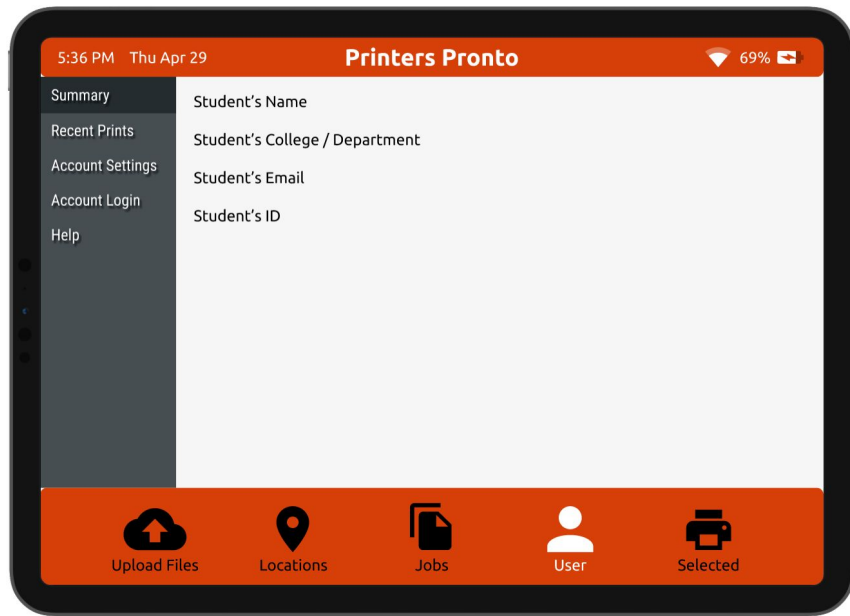 5:36 PM Thu Apr 29 Printers Pronto 69%
Summary
Recent Prints
Account Settings
Account Login
Help
Student’s Name
Student’s College / Department
Student’s Email
Student’s ID
Upload Files Locations Jobs User Selected